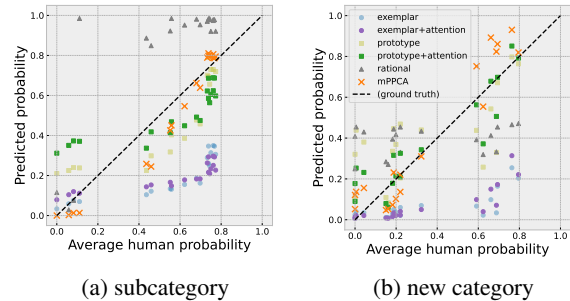 Predicted probability
1.0
0.8
0.6
0.4
0.2
0.0
0.0 0.2 0.4 0.6 0.8 1.0
Average human probability
(a) subcategory
Predicted probability
1.0
0.8
0.6
0.4
0.2
0.0
exemplar
exemplar+attention
prototype
prototype+attention
rational
mPPCA
(ground truth)
0.0 0.2 0.4 0.6 0.8 1.0
Average human probability
(b) new category